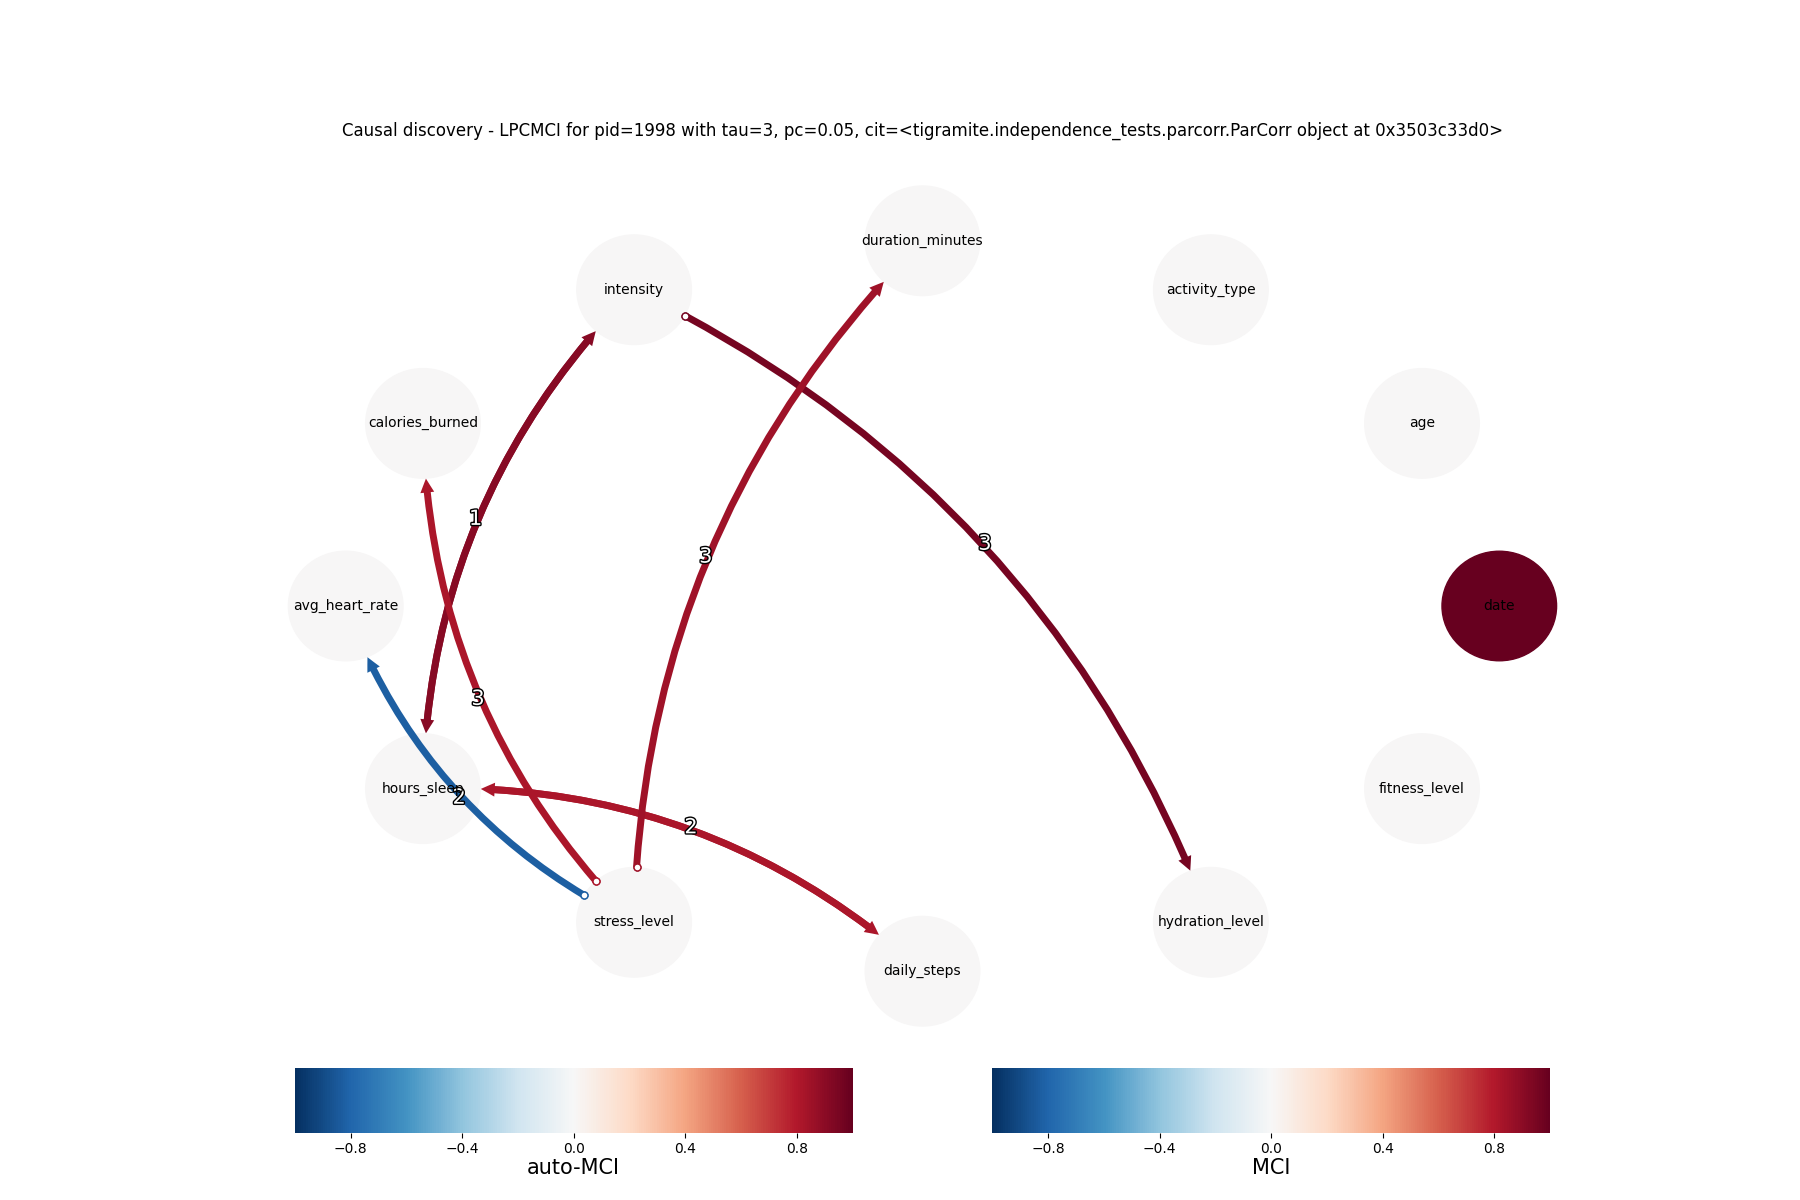 Causal discovery - LPCMCI for pid=1998 with tau=3, pc=0.05, cit=<tigramite.independence_tests.parcorr.ParCorr object at 0x3503c33d0>
duration_minutes
intensity
activity_type
calories_burned
age
1
3
3
avg_heart_rate
date
3
hours_sleep
2
fitness_level
2
stress_level
hydration_level
daily_steps
−0.8 −0.4 0.0 0.4 0.8
auto-MCI
−0.8 −0.4 0.0 0.4 0.8
MCI